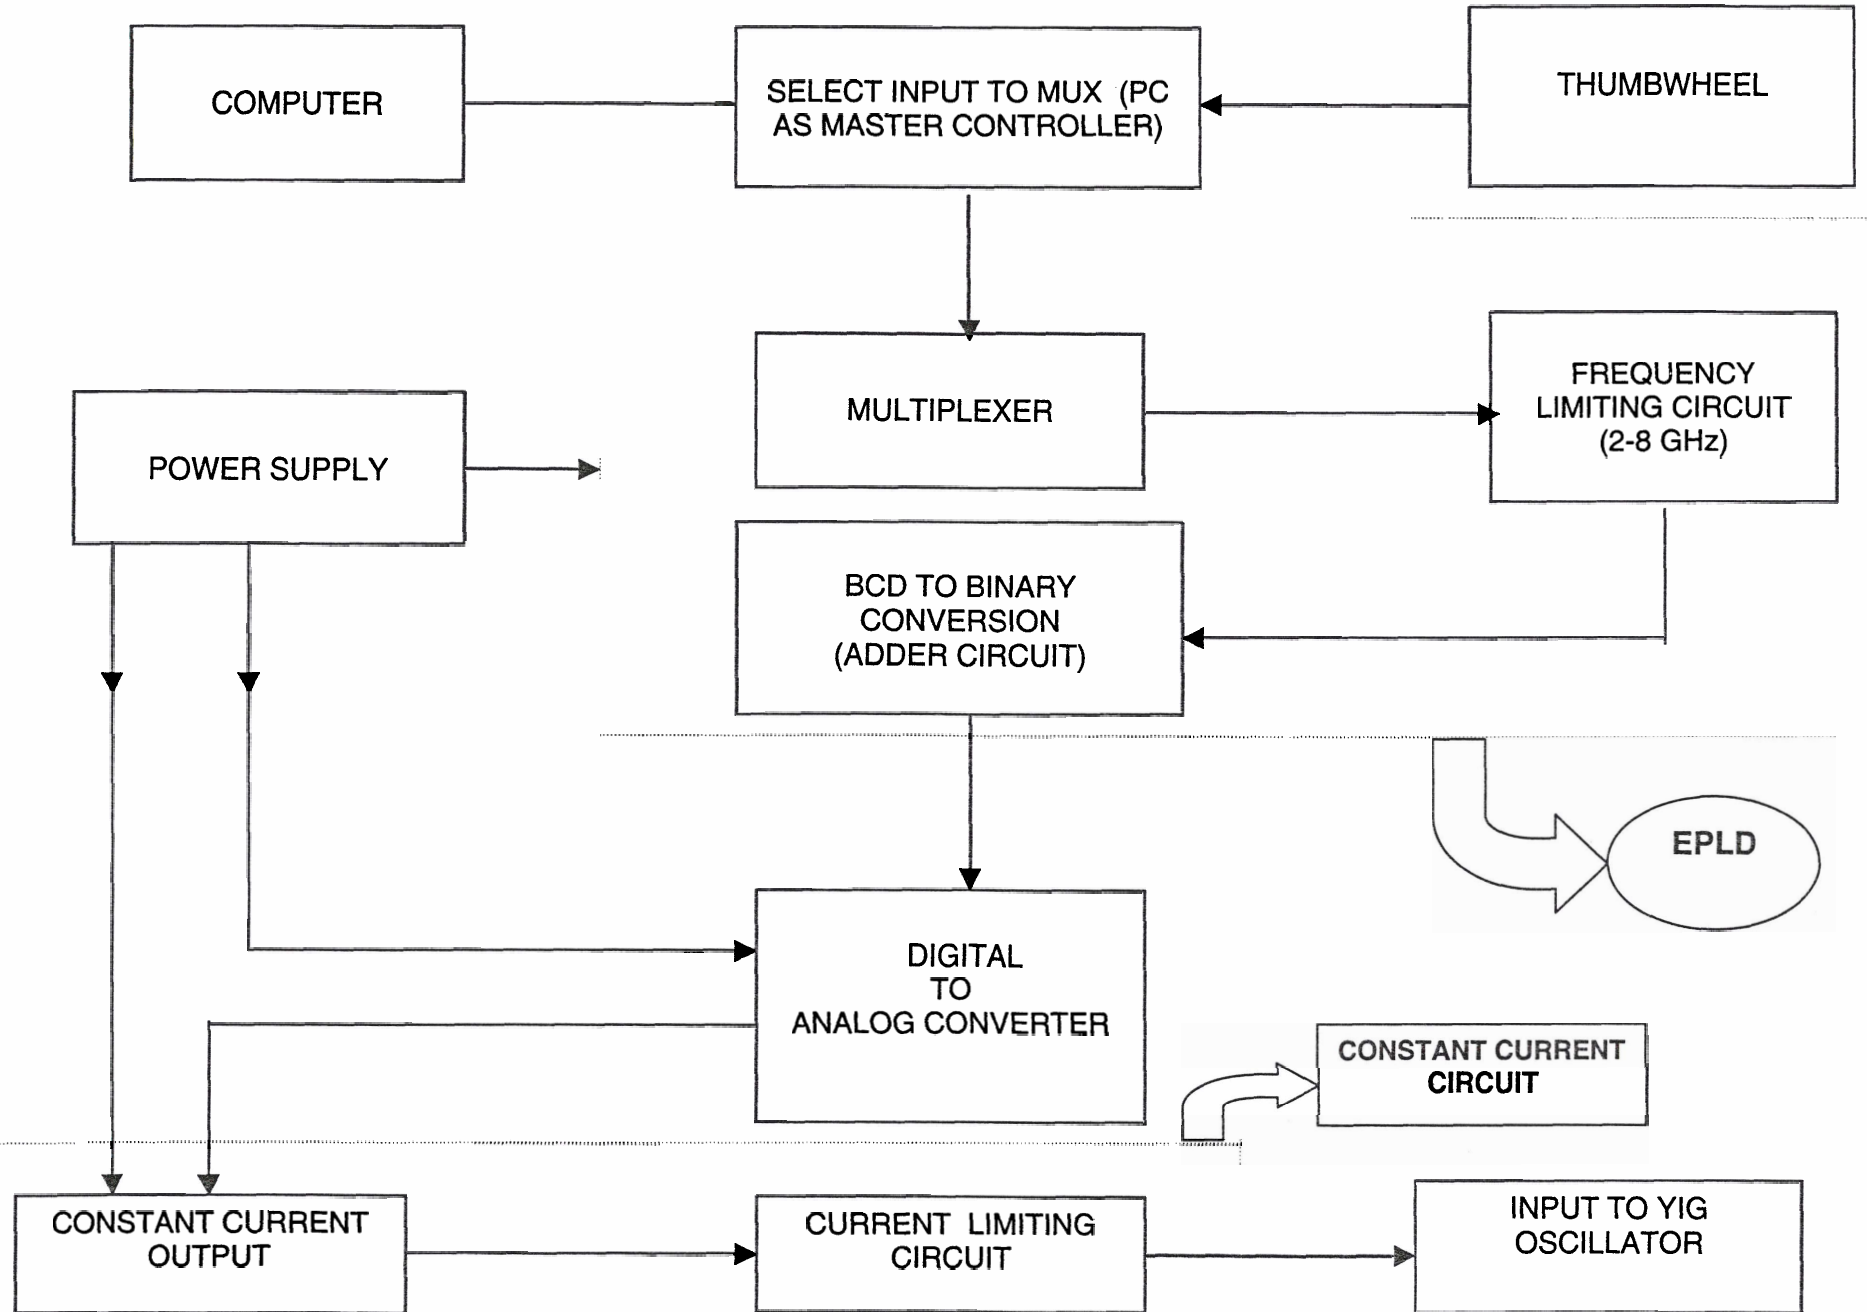 COMPUTER
SELECT INPUT TO MUX (PC
AS MASTER CONTROLLER)
THUMBWHEEL
MULTIPLEXER
FREQUENCY
LIMITING CIRCUIT
(2-8 GHz)
POWER SUPPLY
BCD TO BINARY
CONVERSION
(ADDER CIRCUIT)
EPLD
DIGITAL
TO
ANALOG CONVERTER
CONSTANT CURRENT
CIRCUIT
CONSTANT CURRENT
OUTPUT
CURRENT LIMITING
CIRCUIT
INPUT TO YIG
OSCILLATOR